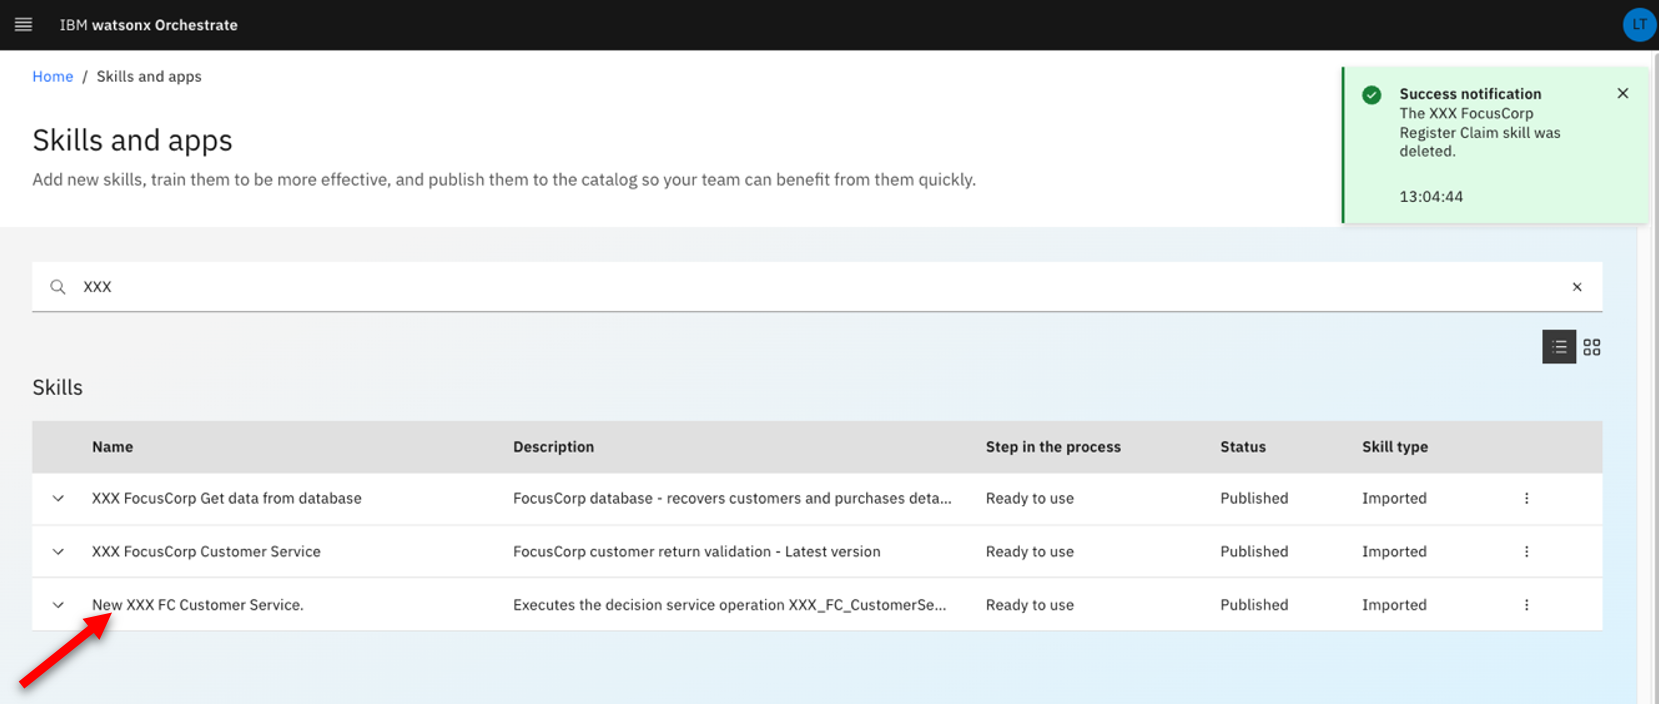 IBM watsonx Orchestrate
LT
Home / Skills and apps
Success notification
The XXX FocusCorp
Register Claim skill was
deleted.
13:04:44
Skills and apps
Add new skills, train them to be more effective, and publish them to the catalog so your team can benefit from them quickly.
XXX
Skills
Name Description Step in the process Status Skill type
XXX FocusCorp Get data from database FocusCorp database - recovers customers and purchases deta... Ready to use Published Imported
XXX FocusCorp Customer Service FocusCorp customer return validation - Latest version Ready to use Published Imported
New XXX FC Customer Service. Executes the decision service operation XXX_FC_CustomerSe... Ready to use Published Imported